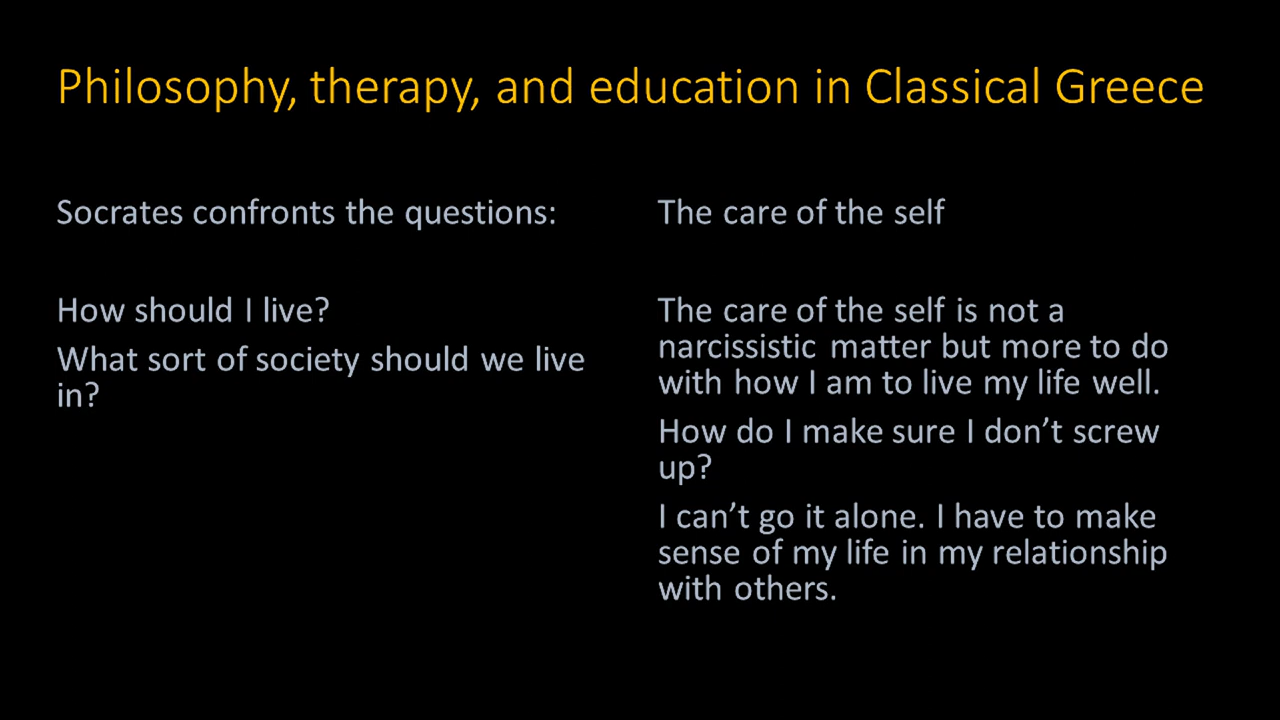 Philosophy, therapy, and education in Classical Greece
Socrates confronts the questions:
How should I live?
What sort of society should we live
in?
The care of the self
The care of the self is not a
narcissistic matter but more to do
with how I am to live my life well.
How do I make sure I don’t screw
up?
I can’t go it alone. I have to make
sense of my life in my relationship
with others.